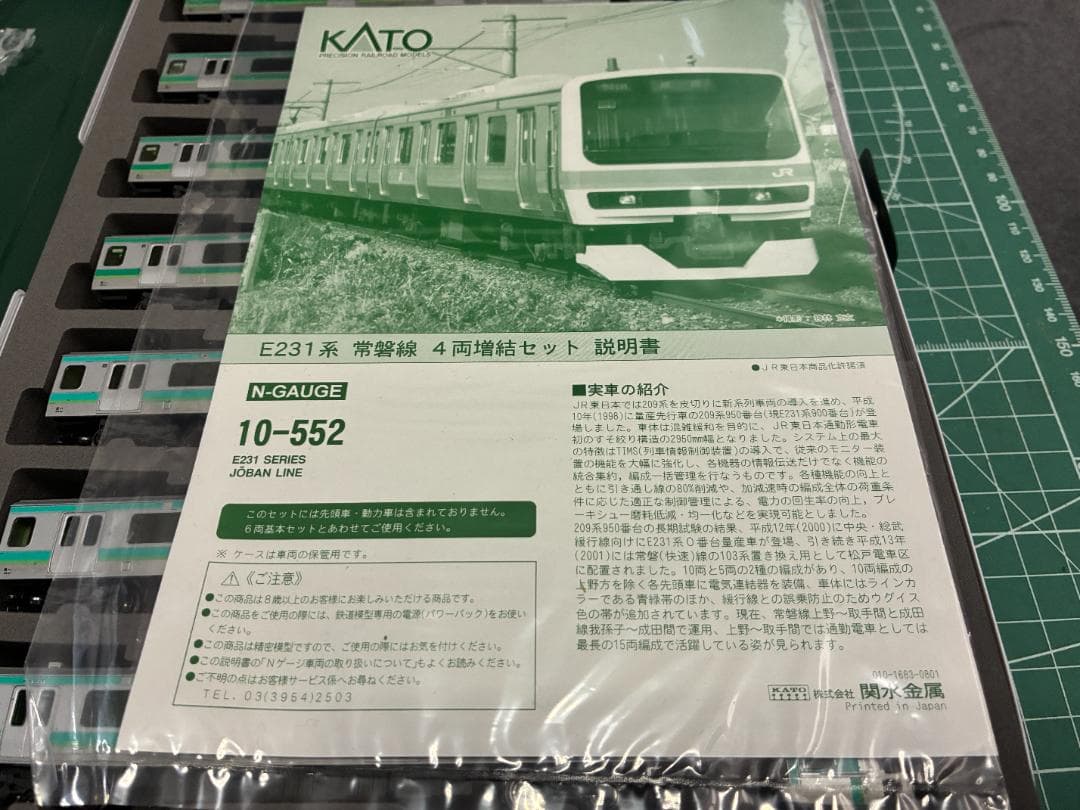 KATO
PRECISION RAILROAD MODELS
JR
E231系 常磐線 4両増結セット 説明書
●JR東日本商品化許諾済
N-GAUGE
10-552
E231 SERIES
JŌBAN LINE
このセットには先頭車・動力車は含まれておりません。
6両基本セットとあわせてご使用ください。
※ ケースは車両の保管用です。
⚠《ご注意》
●この商品は8歳以上のお客様にお楽しみいただける商品です。
●この商品をご使用の際には、鉄道模型専用の電源(パワーパック)をお使い
ください。
●この商品は精密模型ですので、ご使用の際にはお気を付けください。
●この説明書の「Nゲージ車両の取り扱いについて」もよくお読みください。
●ご不明の点はお客様サービス係へお尋ねください。
TEL. 03(3954)2503
■実車の紹介
JR東日本では209系を皮切りに新系列車両の導入を進め、平成
10年(1998)に量産先行車の209系950番台(現E231系900番台)が登
場しました。車体は混雑緩和を目的に、JR東日本通勤形電車
初のすそ絞り構造の2950mm幅となりました。システム上の最大
の特徴はTIMS(列車情報制御装置)の導入で、従来のモニター装
置の機能を大幅に強化し、各機器の情報伝送だけでなく機能の
統合集約，編成一括管理を行なうものです。各種機能の向上と
ともに引き通し線の80%削減や、加減速時の編成全体の荷重条
件に応じた適正な制御管理による、電力の回生率の向上，ブレ
ーキシュー磨耗低減・均一化などを実現可能としました。
209系950番台の長期試験の結果、平成12年(2000)に中央・総武
緩行線向けにE231系0番台量産車が登場、引き続き平成13年
(2001)には常磐(快速)線の103系置き換え用として松戸電車区
に配置されました。10両と5両の2種の編成があり、10両編成の
上野方を除く各先頭車に電気連結器を装備、車体にはラインカ
ラーである青緑帯のほか、緩行線との誤乗防止のためウグイス
色の帯が追加されています。現在、常磐線上野〜取手間と成田
線我孫子〜成田間で運用、上野〜取手間では通勤電車としては
最長の15両編成で活躍している姿が見られます。
010-1683-0801
KATO 株式会社 関水金属
Printed in Japan